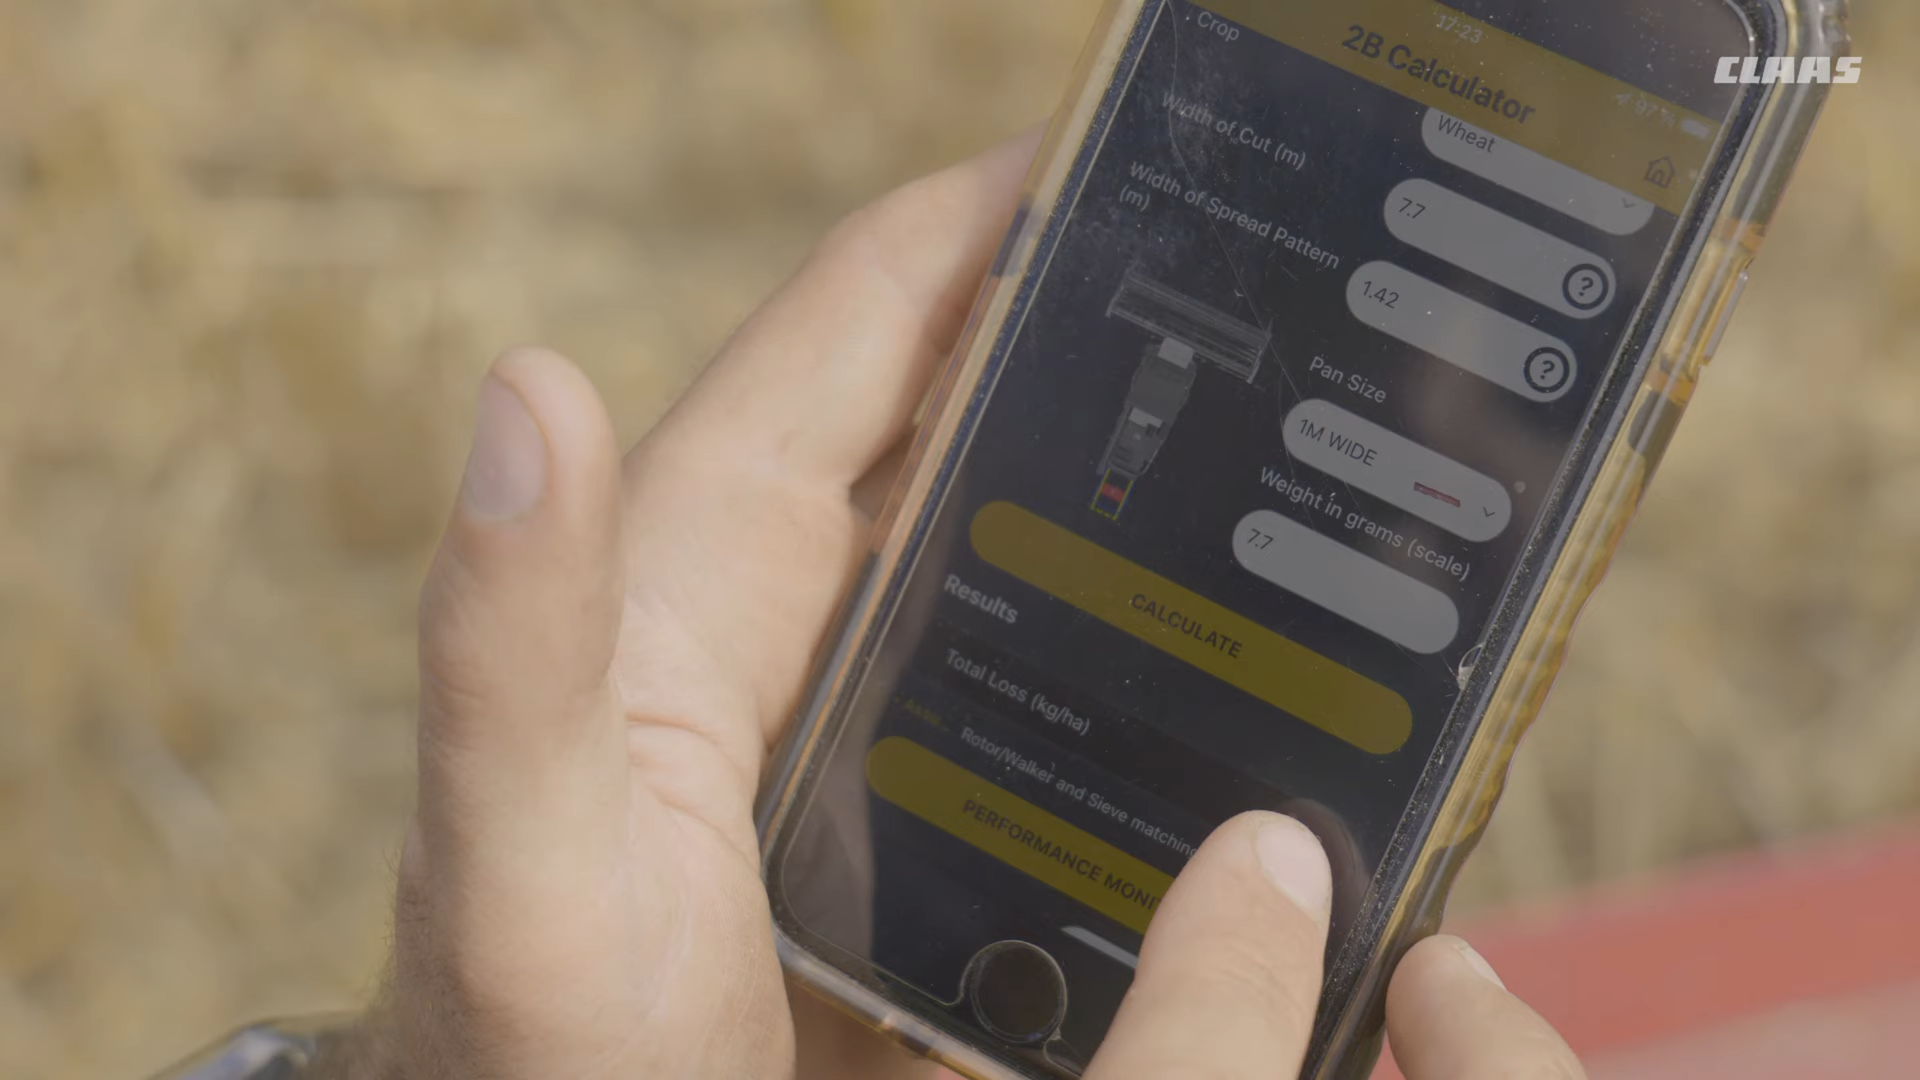 17:23
97%
CLAAS
2B Calculator
Crop
Wheat
Width of Cut (m)
7.7
Width of Spread Pattern
(m)
1.42
Pan Size
1M WIDE
Weight in grams (scale)
7.7
CALCULATE
Results
Total Loss (kg/ha)
Rotor/Walker and Sieve matching
PERFORMANCE